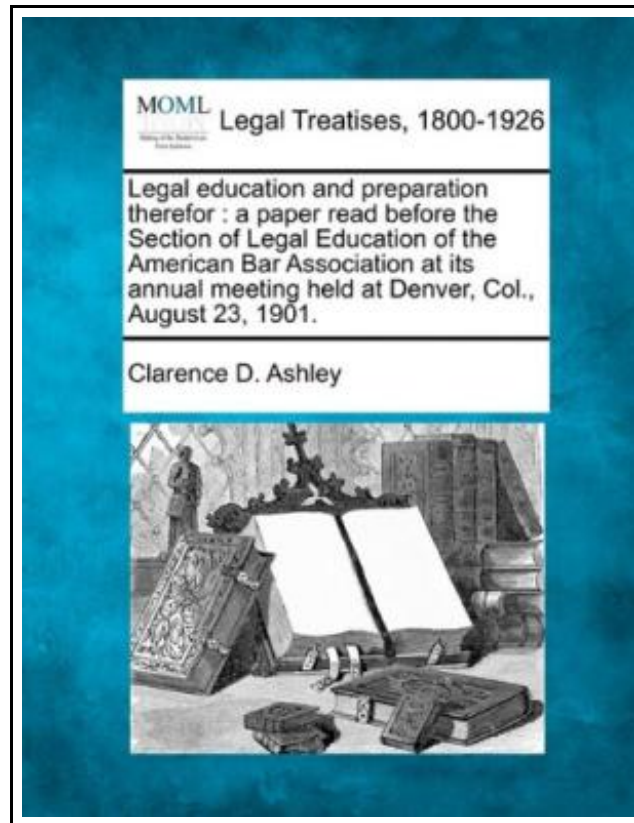 MOML
Legal Treatises, 1800-1926
Legal education and preparation
therefor : a paper read before the
Section of Legal Education of the
American Bar Association at its
annual meeting held at Denver, Col.,
August 23, 1901.
Clarence D. Ashley